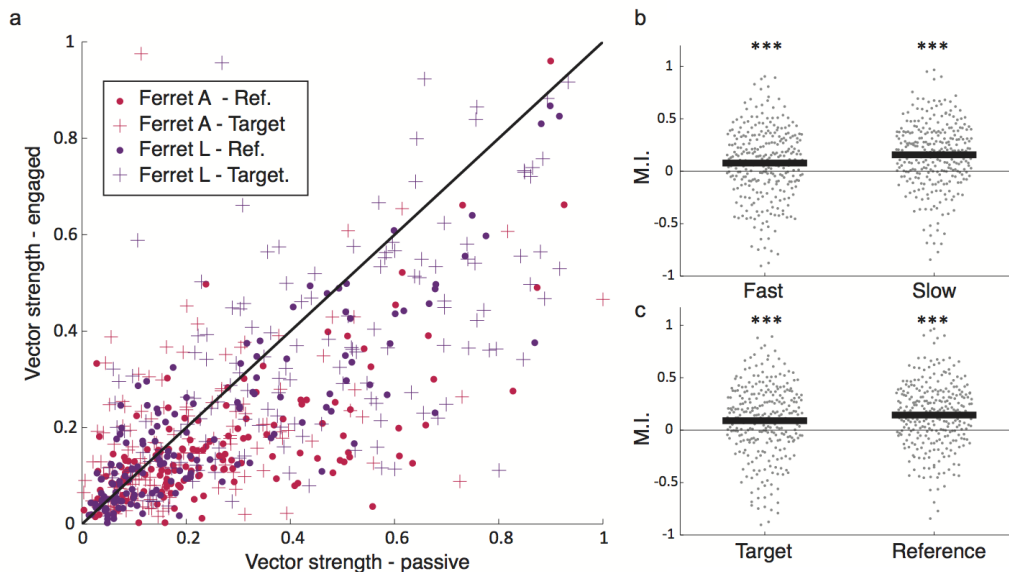 a
Vector strength - engaged
1
0.8
0.6
0.4
0.2
0
Ferret A - Ref.
Ferret A - Target
Ferret L - Ref.
Ferret L - Target.
0
0.2
0.4
0.6
0.8
1
Vector strength - passive
b
***
***
M.I.
1
0.5
0
-0.5
-1
Fast
Slow
c
***
***
M.I.
1
0.5
0
-0.5
-1
Target
Reference